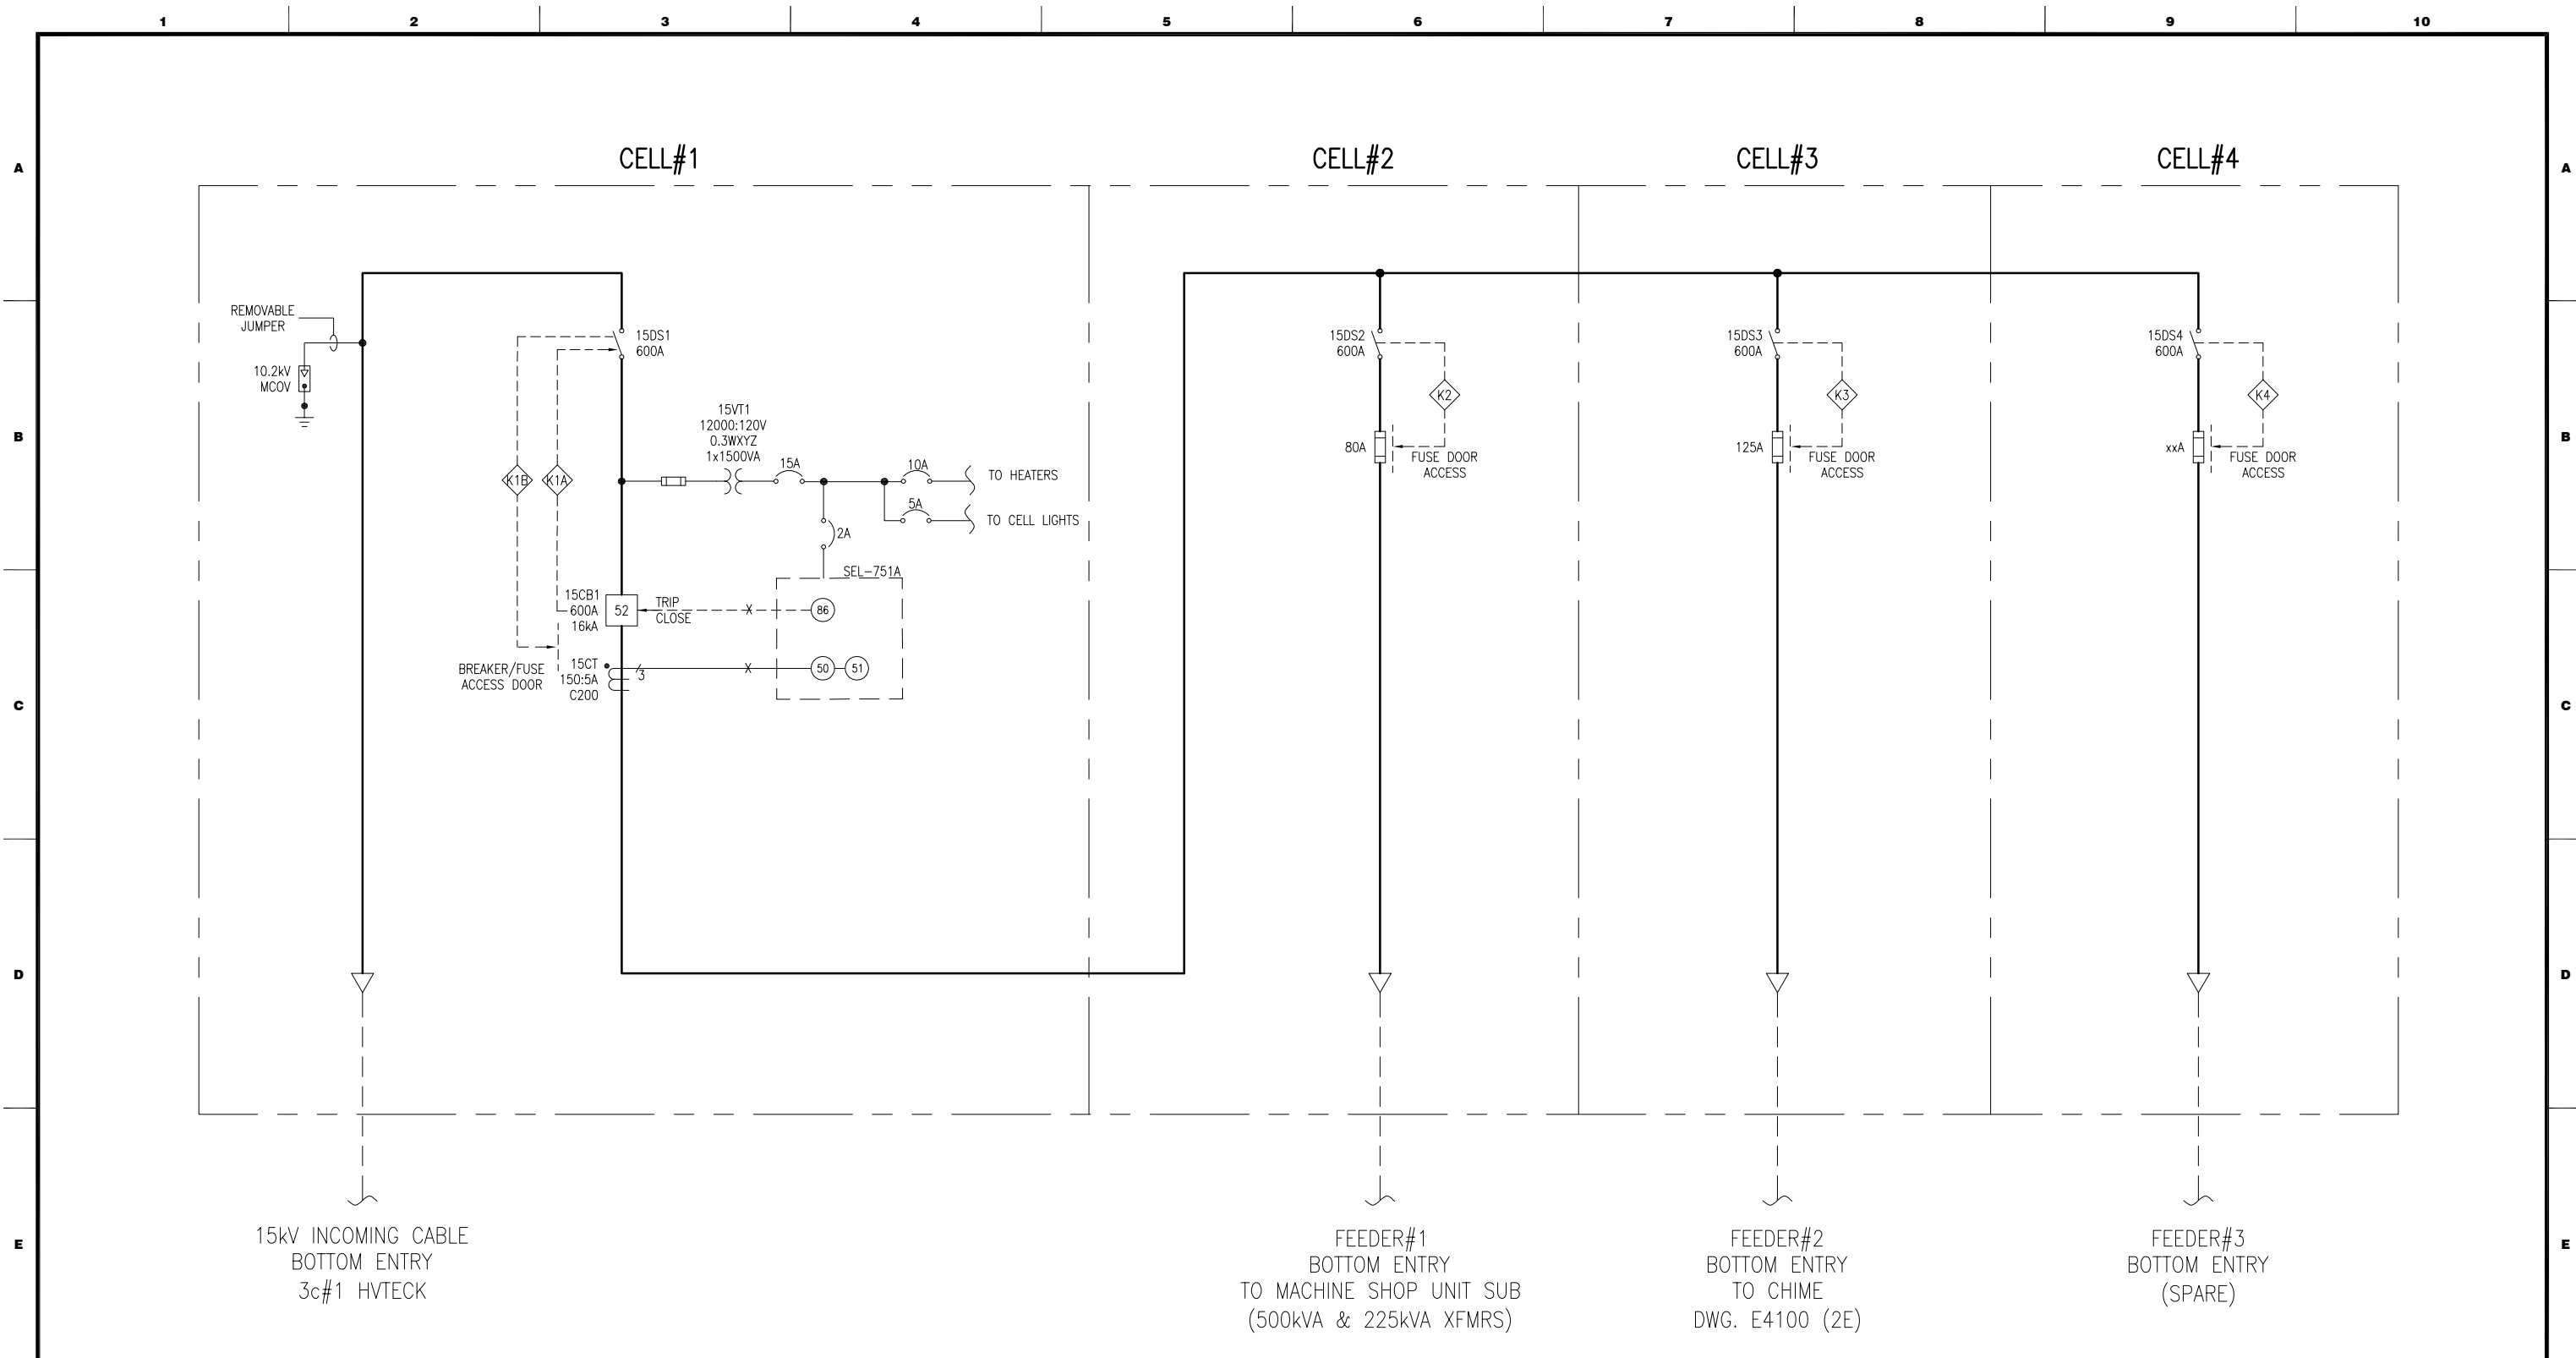 1 2 3 4 5 6 7 8 9 10
A A
CELL#1 CELL#2 CELL#3 CELL#4
REMOVABLE
JUMPER
10.2kV
MCOV
15DS1
600A
15VT1
12000:120V
0.3WXYZ
1x1500VA
15A
10A
TO HEATERS
5A
TO CELL LIGHTS
2A
K1B K1A
SEL-751A
15CB1
600A
16kA
52
TRIP
CLOSE
X
86
BREAKER/FUSE
ACCESS DOOR
15CT
150:5A
C200
3
X
50 51
15DS2
600A
K2
80A
FUSE DOOR
ACCESS
15DS3
600A
K3
125A
FUSE DOOR
ACCESS
15DS4
600A
K4
xxA
FUSE DOOR
ACCESS
B B
C C
D D
E E
15kV INCOMING CABLE
BOTTOM ENTRY
3c#1 HVTECK
FEEDER#1
BOTTOM ENTRY
TO MACHINE SHOP UNIT SUB
(500kVA & 225kVA XFMRS)
FEEDER#2
BOTTOM ENTRY
TO CHIME
DWG. E4100 (2E)
FEEDER#3
BOTTOM ENTRY
(SPARE)